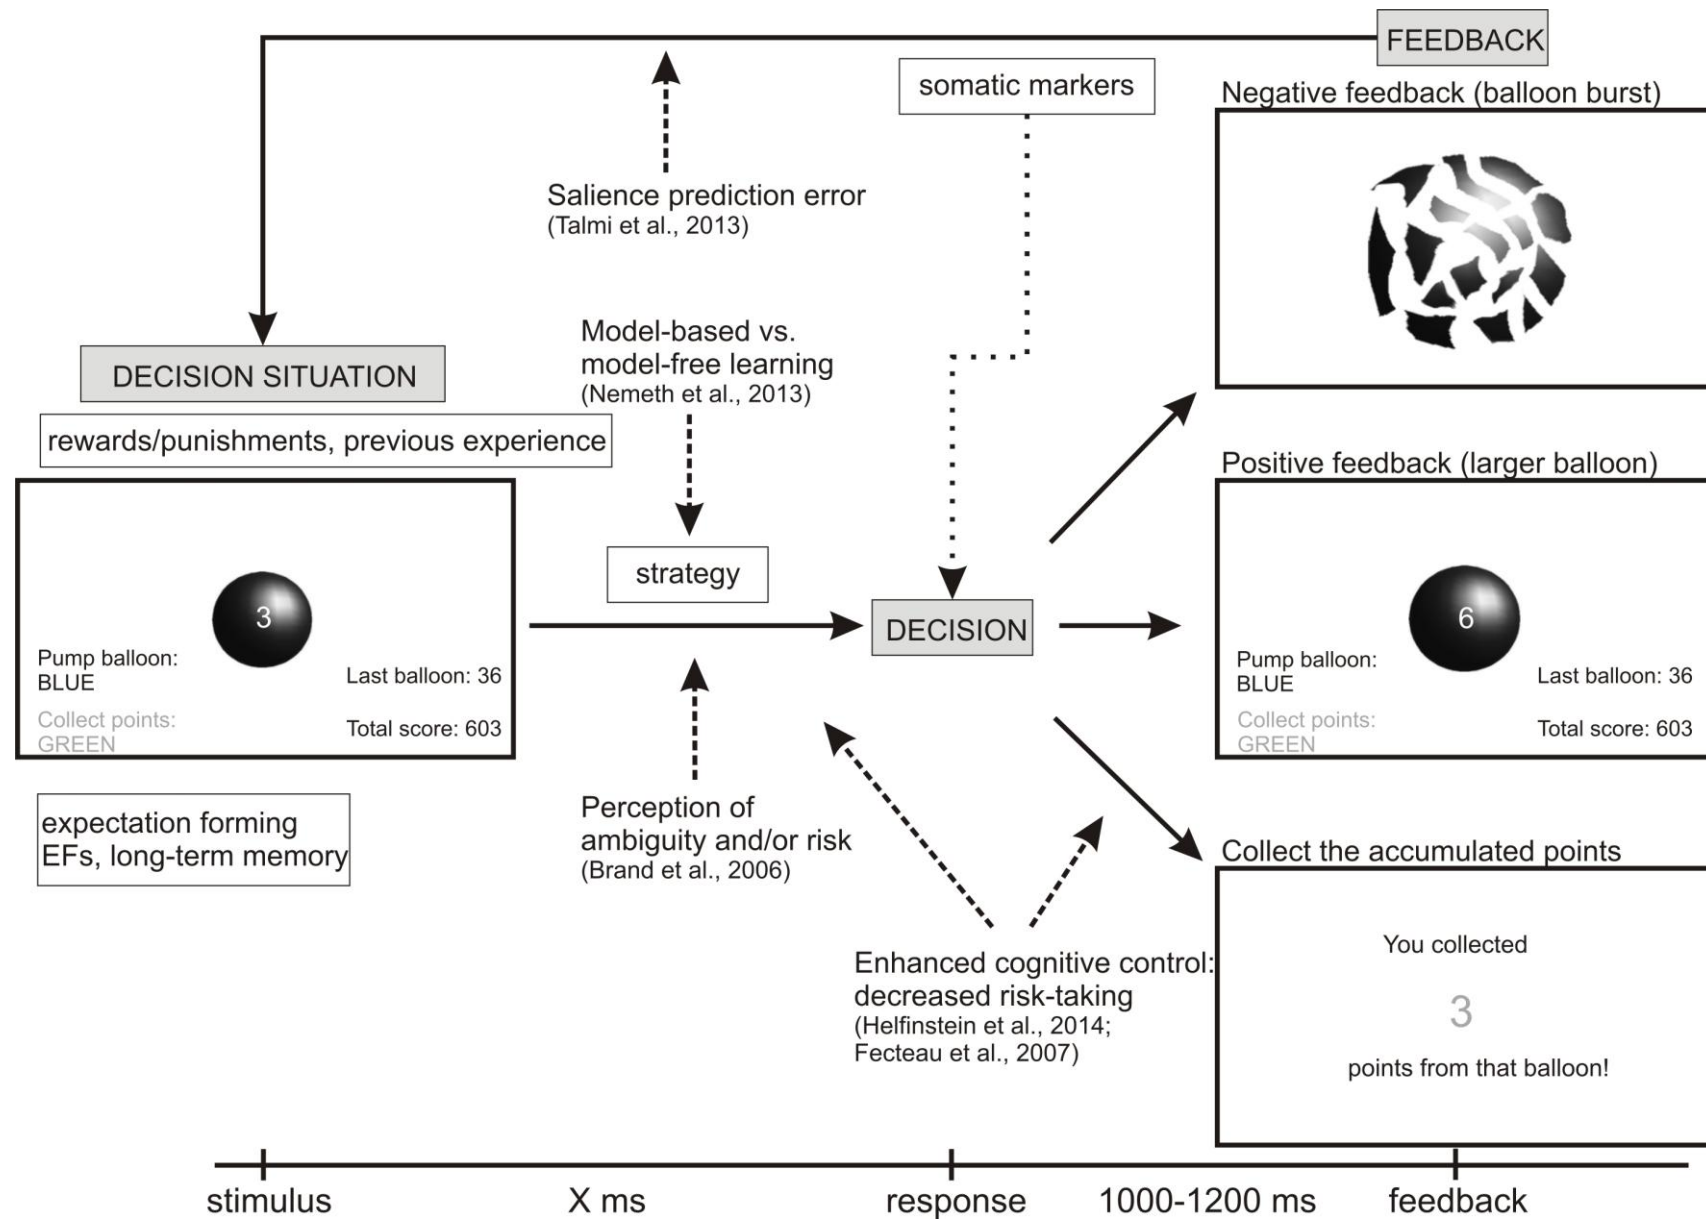 FEEDBACK
somatic markers
Negative feedback (balloon burst)
Salience prediction error
(Talmi et al., 2013)
Model-based vs.
model-free learning
(Nemeth et al., 2013)
DECISION SITUATION
rewards/punishments, previous experience
3
Pump balloon:
BLUE
Last balloon: 36
Collect points:
GREEN
Total score: 603
expectation forming
EFs, long-term memory
strategy
DECISION
Perception of
ambiguity and/or risk
(Brand et al., 2006)
Enhanced cognitive control:
decreased risk-taking
(Helfinstein et al., 2014;
Fecteau et al., 2007)
Positive feedback (larger balloon)
6
Pump balloon:
BLUE
Last balloon: 36
Collect points:
GREEN
Total score: 603
Collect the accumulated points
You collected
3
points from that balloon!
stimulus
X ms
response
1000-1200 ms
feedback